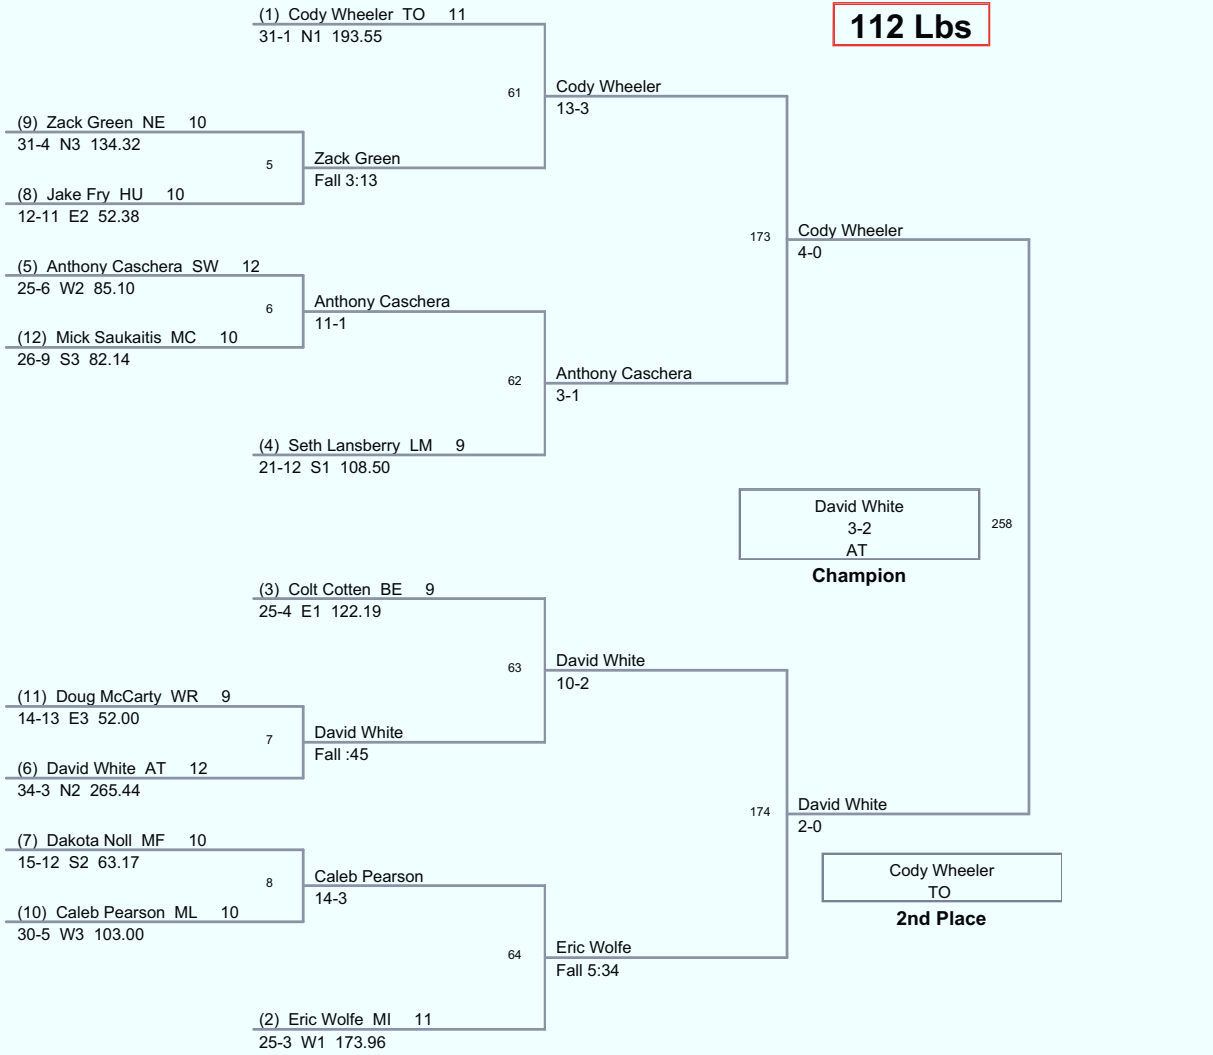 (1) Cody Wheeler TO 11
31-1 N1 193.55
112 Lbs
61
Cody Wheeler
13-3
(9) Zack Green NE 10
31-4 N3 134.32
5
Zack Green
Fall 3:13
(8) Jake Fry HU 10
12-11 E2 52.38
173
Cody Wheeler
4-0
(5) Anthony Caschera SW 12
25-6 W2 85.10
6
Anthony Caschera
11-1
(12) Mick Saukaitis MC 10
26-9 S3 82.14
62
Anthony Caschera
3-1
(4) Seth Lansberry LM 9
21-12 S1 108.50
David White
3-2
AT
Champion
258
(3) Colt Cotten BE 9
25-4 E1 122.19
63
David White
10-2
(11) Doug McCarty WR 9
14-13 E3 52.00
7
David White
Fall :45
(6) David White AT 12
34-3 N2 265.44
174
David White
2-0
(7) Dakota Noll MF 10
15-12 S2 63.17
8
Caleb Pearson
14-3
(10) Caleb Pearson ML 10
30-5 W3 103.00
Cody Wheeler
TO
2nd Place
64
Eric Wolfe
Fall 5:34
(2) Eric Wolfe MI 11
25-3 W1 173.96